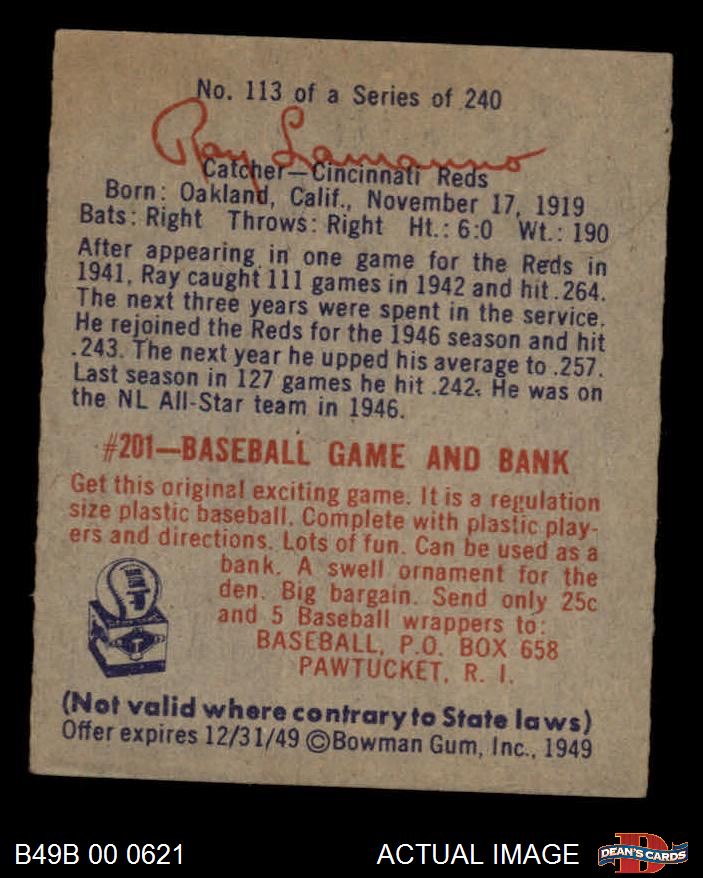 No. 113 of a Series of 240
Ray Lamanno
Catcher—Cincinnati Reds
Born: Oakland, Calif., November 17, 1919
Bats: Right Throws: Right Ht.: 6:0 Wt.: 190
After appearing in one game for the Reds in
1941, Ray caught 111 games in 1942 and hit .264.
The next three years were spent in the service.
He rejoined the Reds for the 1946 season and hit
.243. The next year he upped his average to .257.
Last season in 127 games he hit .242. He was on
the NL All-Star team in 1946.
#201—BASEBALL GAME AND BANK
Get this original exciting game. It is a regulation
size plastic baseball. Complete with plastic play-
ers and directions. Lots of fun. Can be used as a
bank. A swell ornament for the
den. Big bargain. Send only 25c
and 5 Baseball wrappers to:
BASEBALL, P.O. BOX 658
PAWTUCKET, R. I.
(Not valid where contrary to State laws)
Offer expires 12/31/49 ©Bowman Gum, Inc., 1949
B49B 00 0621
ACTUAL IMAGE
DEAN'S CARDS